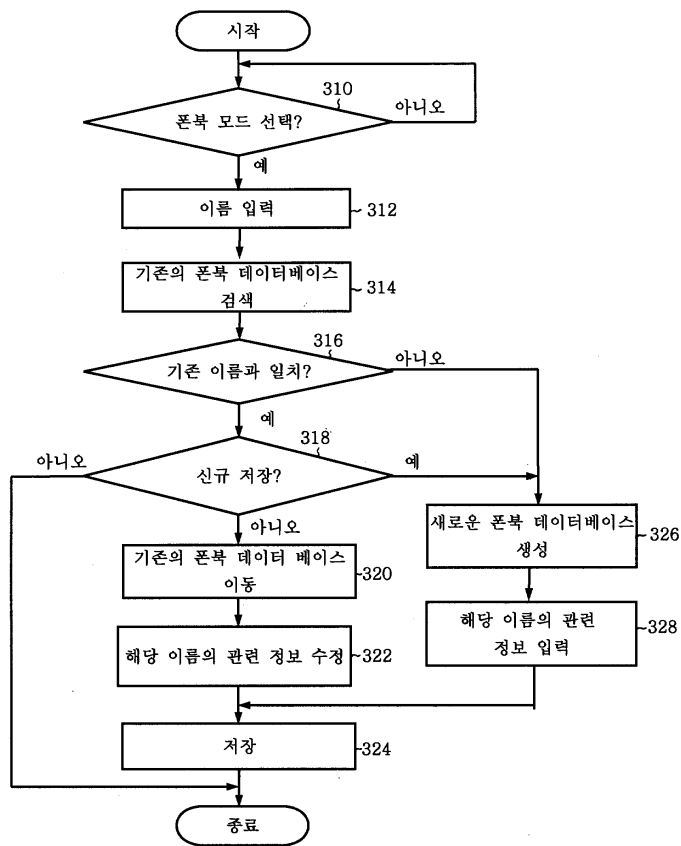 시작
310
폰북 모드 선택?
아니오
예
이름 입력
312
기존의 폰북 데이터베이스
검색
314
316
기존 이름과 일치?
아니오
예
318
아니오
신규 저장?
예
아니오
기존의 폰북 데이터 베이스
이동
320
새로운 폰북 데이터베이스
생성
326
해당 이름의 관련 정보 수정
322
해당 이름의 관련
정보 입력
328
저장
324
종료